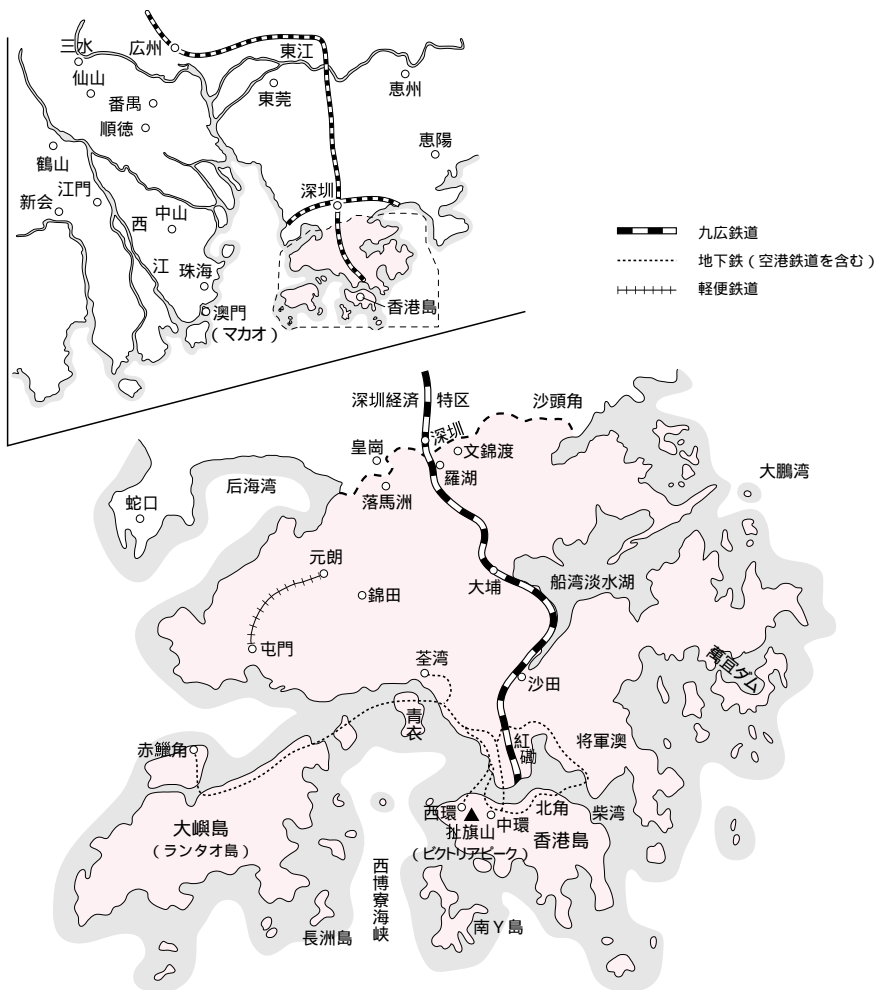 三水
広州
東江
仙山
番禺
東莞
恵州
順徳
鶴山
恵陽
江門
新会
中山
西江
深圳
珠海
澳門
(マカオ)
香港島
九広鉄道
地下鉄(空港鉄道を含む)
軽便鉄道
深圳経済特区
沙頭角
深圳
文錦渡
皇崗
羅湖
落馬洲
后海湾
蛇口
大鵬湾
元朗
錦田
大埔
船湾淡水湖
屯門
荃湾
沙田
萬宜ダム
青衣
紅磡
将軍澳
赤鱲角
西環
中環
北角
柴湾
扯旗山
(ビクトリアピーク)
香港島
大嶼島
(ランタオ島)
西博寮海峡
長洲島
南Y島